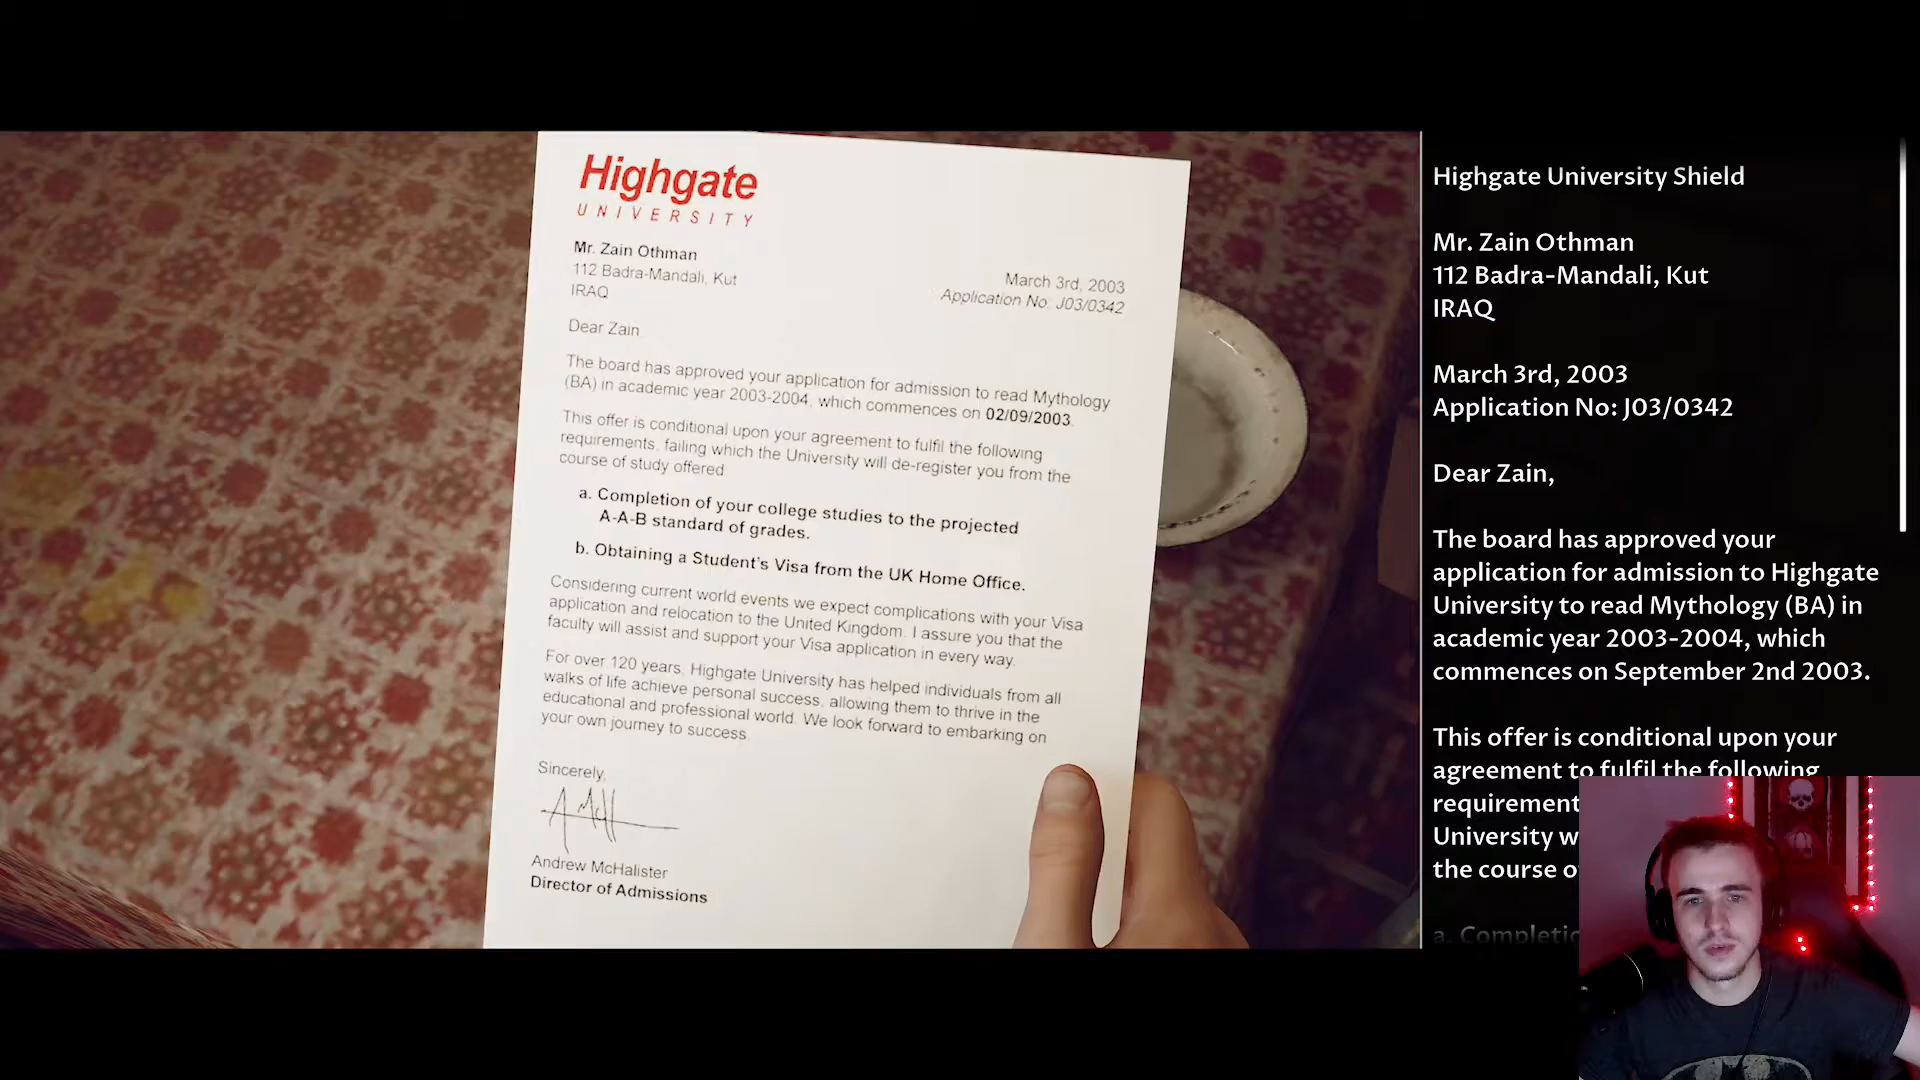 Highgate
UNIVERSITY
Mr. Zain Othman
112 Badra-Mandali, Kut
IRAQ
March 3rd, 2003
Application No: J03/0342
Dear Zain,
The board has approved your application for admission to read Mythology
(BA) in academic year 2003-2004, which commences on 02/09/2003.
This offer is conditional upon your agreement to fulfil the following
requirements, failing which the University will de-register you from the
course of study offered
a. Completion of your college studies to the projected
A-A-B standard of grades.
b. Obtaining a Student's Visa from the UK Home Office.
Considering current world events we expect complications with your Visa
application and relocation to the United Kingdom. I assure you that the
faculty will assist and support your Visa application in every way.
For over 120 years, Highgate University has helped individuals from all
walks of life achieve personal success, allowing them to thrive in the
educational and professional world. We look forward to embarking on
your own journey to success.
Sincerely,
Andrew McHalister
Director of Admissions
Highgate University Shield
Mr. Zain Othman
112 Badra-Mandali, Kut
IRAQ
March 3rd, 2003
Application No: J03/0342
Dear Zain,
The board has approved your
application for admission to Highgate
University to read Mythology (BA) in
academic year 2003-2004, which
commences on September 2nd 2003.
This offer is conditional upon your
agreement to fulfil the following
requirement
University w
the course o
a. Completio